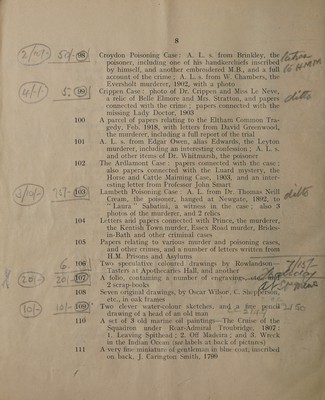 8
98 Croydon Poisoning Case: A. L. s. from Brinkley, the
poisoner, including one of his handkerchiefs inscribed
by himself, and another embroidered M.B., and a full
account of the crime; A. L. s. from W. Chambers, the
Aldershot murderer, 1902, with a photo
99 Crippen Case: photo of Dr. Crippen and Miss Le Neve,
a relic of Belle Elmore and Mrs. Stratton, and papers
connected with the crime; papers connected with the
missing Lady Doctor, 1903
100 A parcel of papers relating to the Eltham Common Tra-
gedy, Feb. 1918, with letters from David Greenwood,
the murderer, including a full report of the trial
101 A. L. s. from Edgar Owen, alias Edwards, the Leyton
murderer, including an interesting confession; A. L. s.
and other items of Dr. Whitmarsh, the poisoner
102 The Ardlamont Case: papers connected with the case;
also papers connected with the Luard mystery, the
Horse and Cattle Maiming Case, 1903, and an inter-
esting letter from Professor John Smart
103 Lambeth Poisoning Case: A. L. from Dr. Thomas Neill
Cream, the poisoner, hanged at Newgate, 1892, to
"Laura" Sabatini, a witness in the case; also 3
photos of the murderer, and 2 relics
104 Letters and papers connected with Prince, the murderer,
the Kentish Town murder, Essex Road murder, Brides-
in-Bath and other criminal cases
105 Papers relating to various murder and poisoning cases,
and other crimes, and a number of letters written from
H.M. Prisons and Asylums
106 Two speculative coloured drawings by Rowlandson—
Tasters at Apothecaries Hall, and another
107 A folio, containing a number of engravings,
2 scrap-books
108 Seven original drawings, by Oscar Wilson, C. Shepperson,
etc., in oak frames
109 Two clever water-colour sketches, and a pencil
drawing of a head of an old man
110 A set of 3 old marine oil paintings—The Cruise of the
Squadron under Rear-Admiral Troubridge, 1807;
1. Leaving Spithead; 2. Off Madeira; and 3. Wreck
in the Indian Ocean (see labels at back of pictures)
111 A very fine miniature of gentleman in blue coat, inscribed
on back, J. Carington Smith, 1799